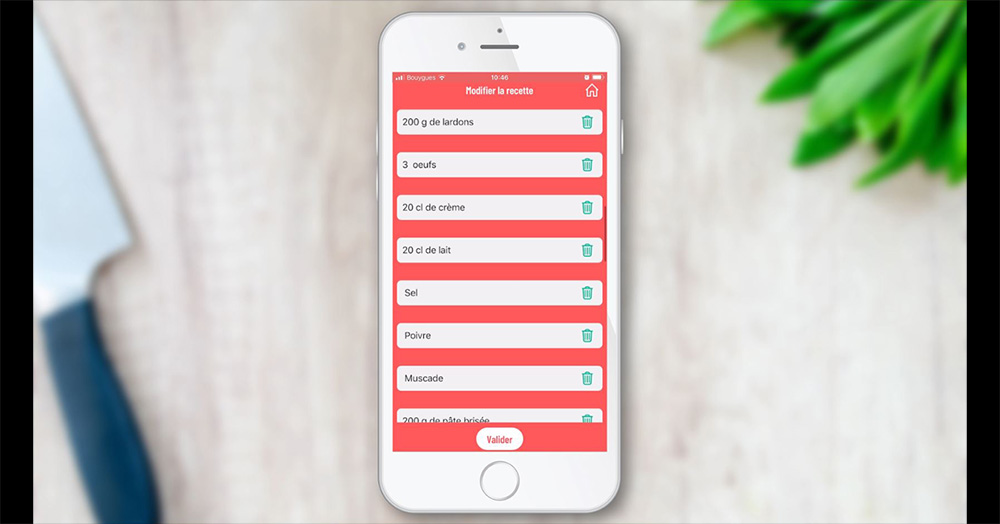 Bouygues 10:46
Modifier la recette
200 g de lardons
3 oeufs
20 cl de crème
20 cl de lait
Sel
Poivre
Muscade
200 g de pâte brisée
Valider